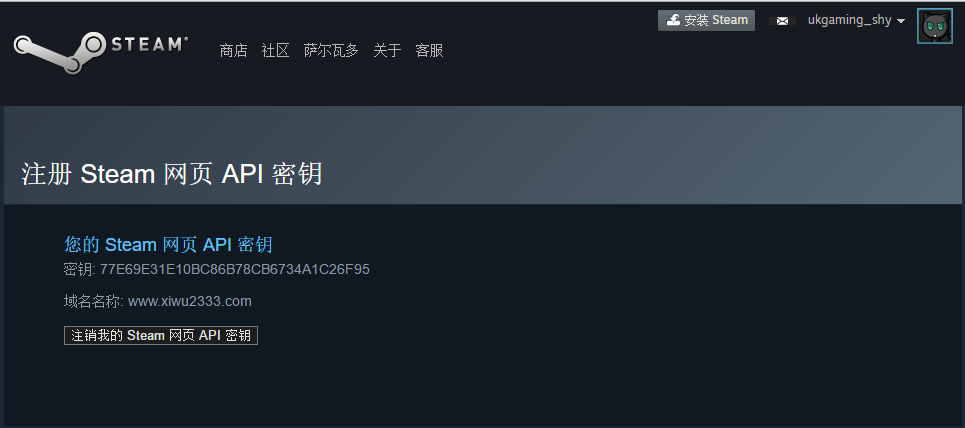 安装 Steam
ukgaming_shy
STEAM®
商店 社区 萨尔瓦多 关于 客服
注册 Steam 网页 API 密钥
您的 Steam 网页 API 密钥
密钥: 77E69E31E10BC86B78CB6734A1C26F95
域名名称: www.xiwu2333.com
注销我的 Steam 网页 API 密钥